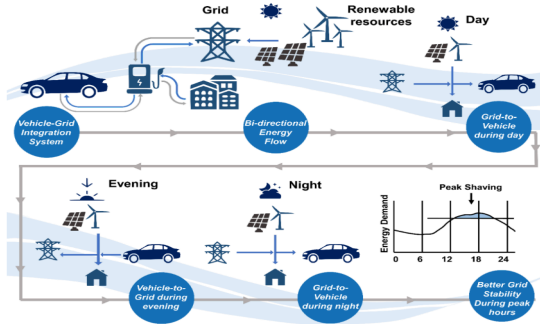 Grid
Renewable
resources
Day
Vehicle-Grid
Integration
System
Bi-directional
Energy
Flow
Grid-to-
Vehicle
during day
Evening
Night
Peak Shaving
Energy Demand
0 6 12 18 24
Vehicle-to-
Grid during
evening
Grid-to-
Vehicle
during night
Better Grid
Stability
During peak
hours